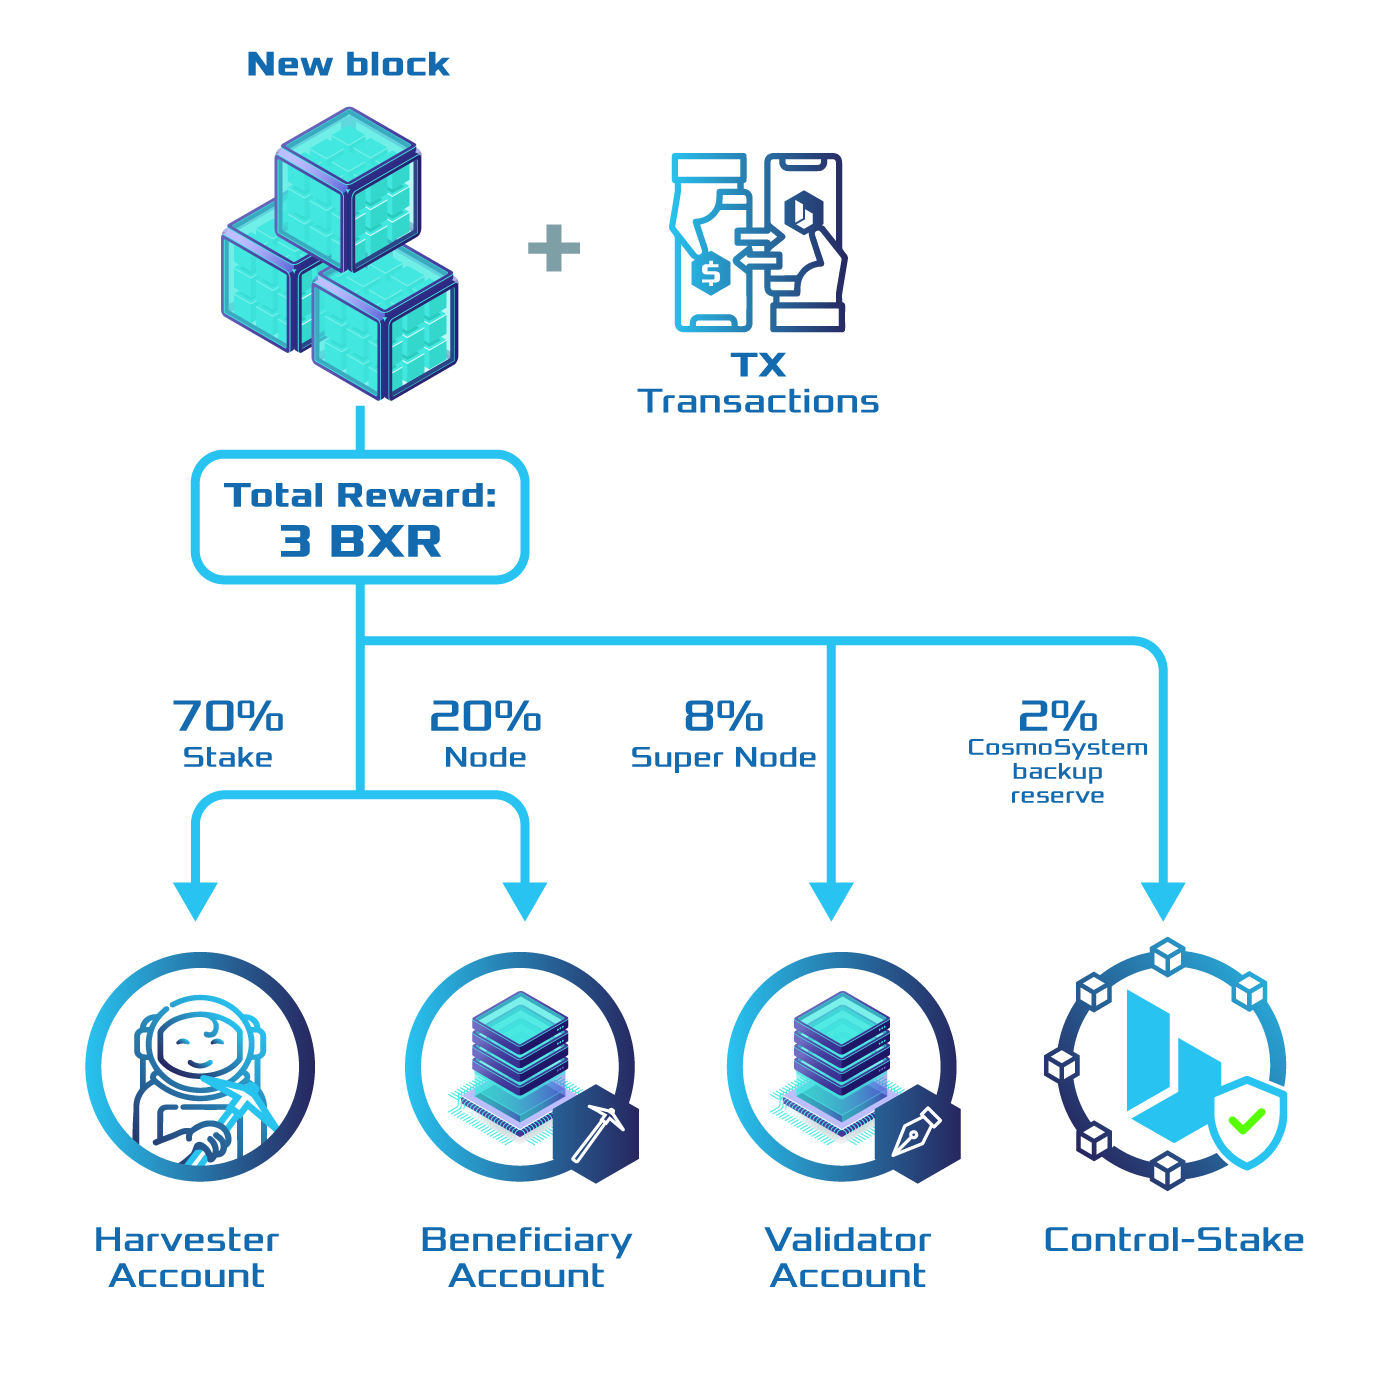 New block
$
TX
Transactions
Total Reward:
3 BXR
70%
Stake
20%
Node
8%
Super Node
2%
CosmoSystem
backup
reserve
Harvester
Account
Beneficiary
Account
Validator
Account
Control-Stake